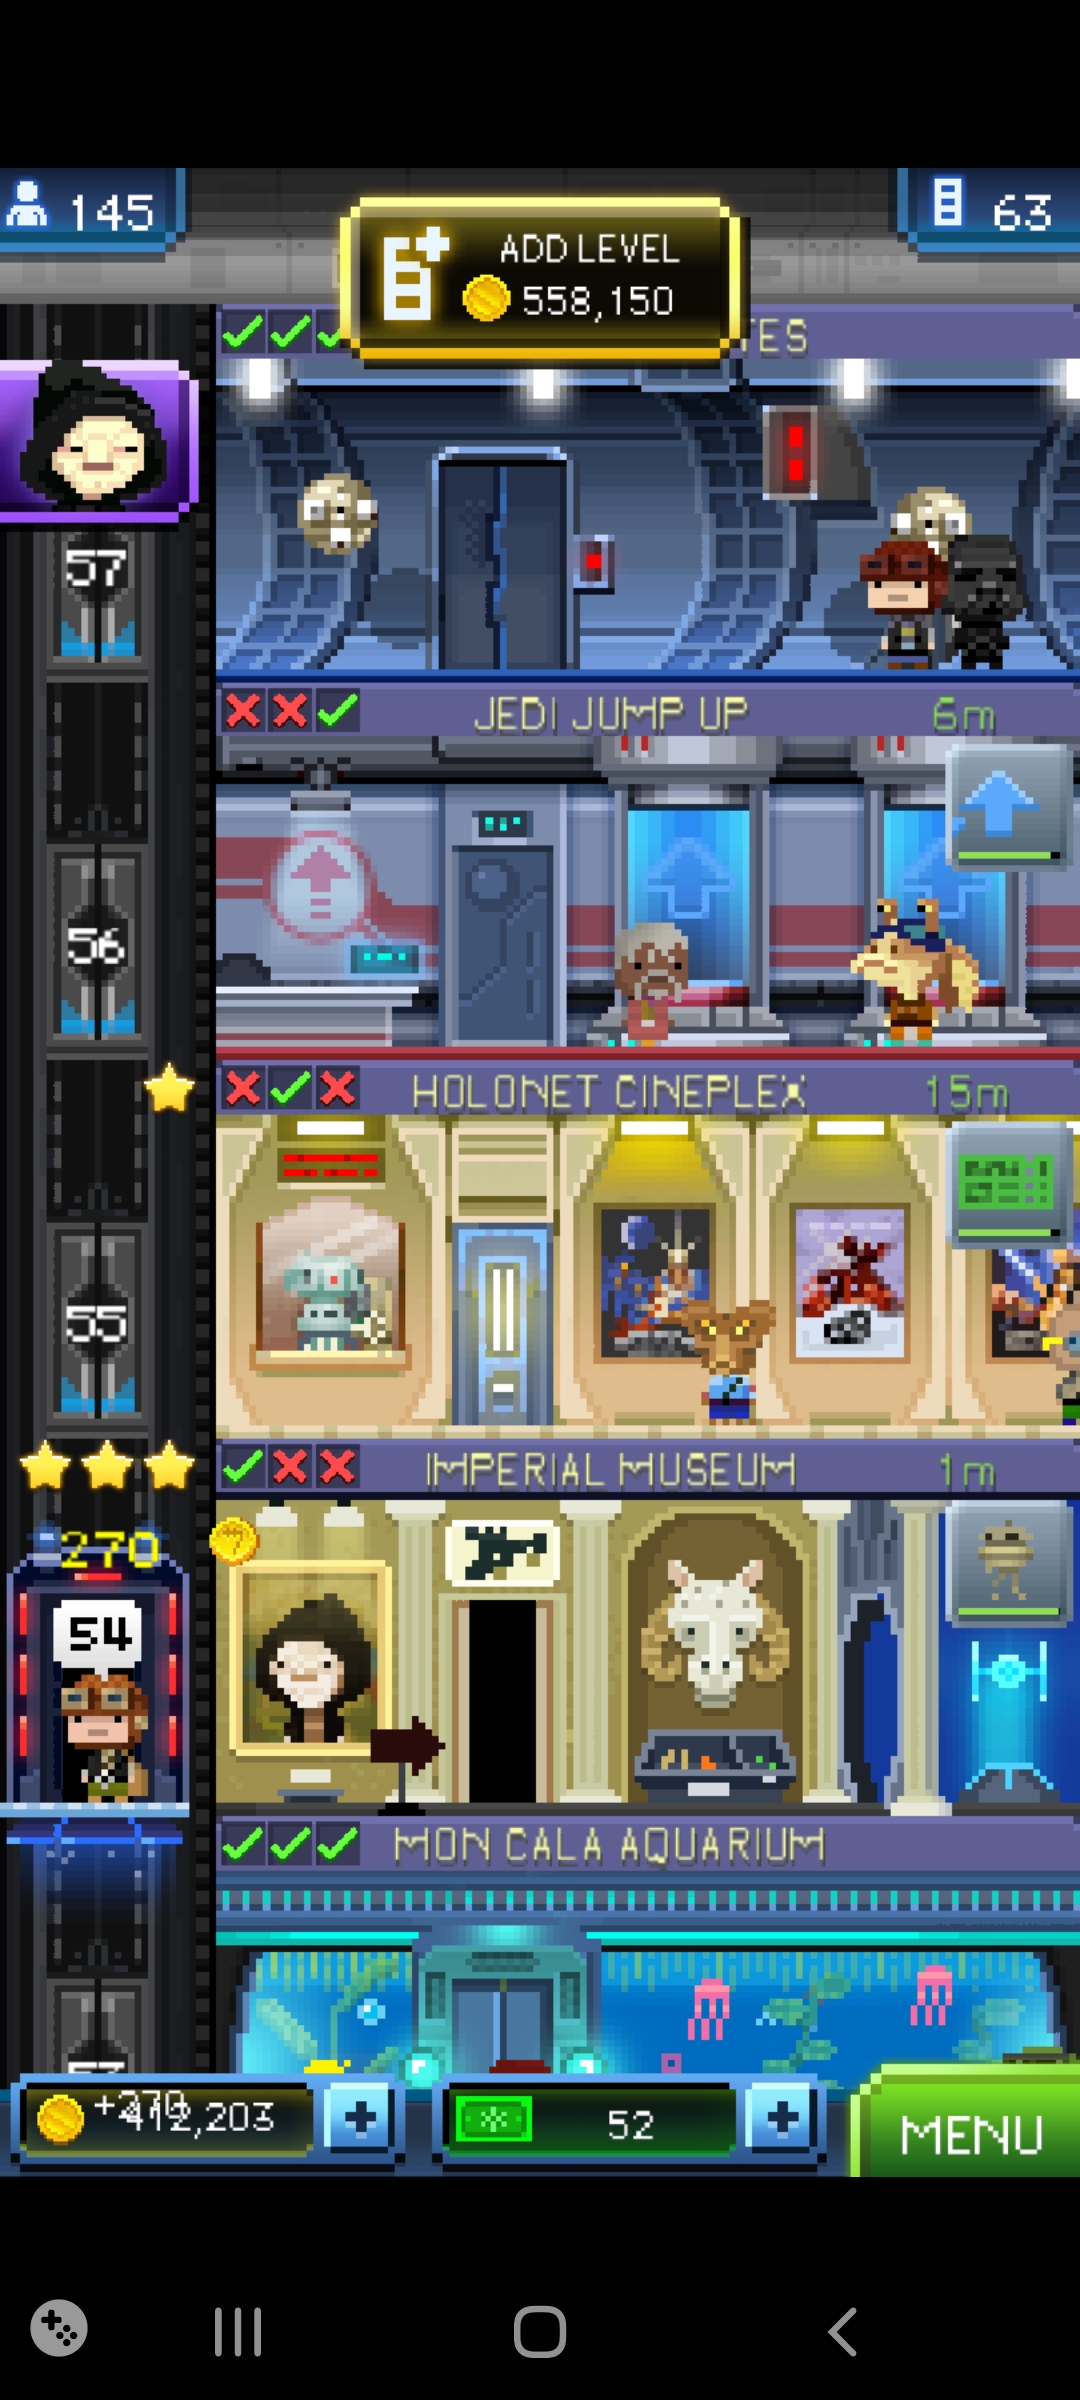 145
ADD LEVEL
558,150
63
TES
57
JEDI JUMP UP 6m
56
HOLONET CINEPLEX 15m
55
IMPERIAL MUSEUM 1m
270
54
MON CALA AQUARIUM
+270
412,203
52
MENU